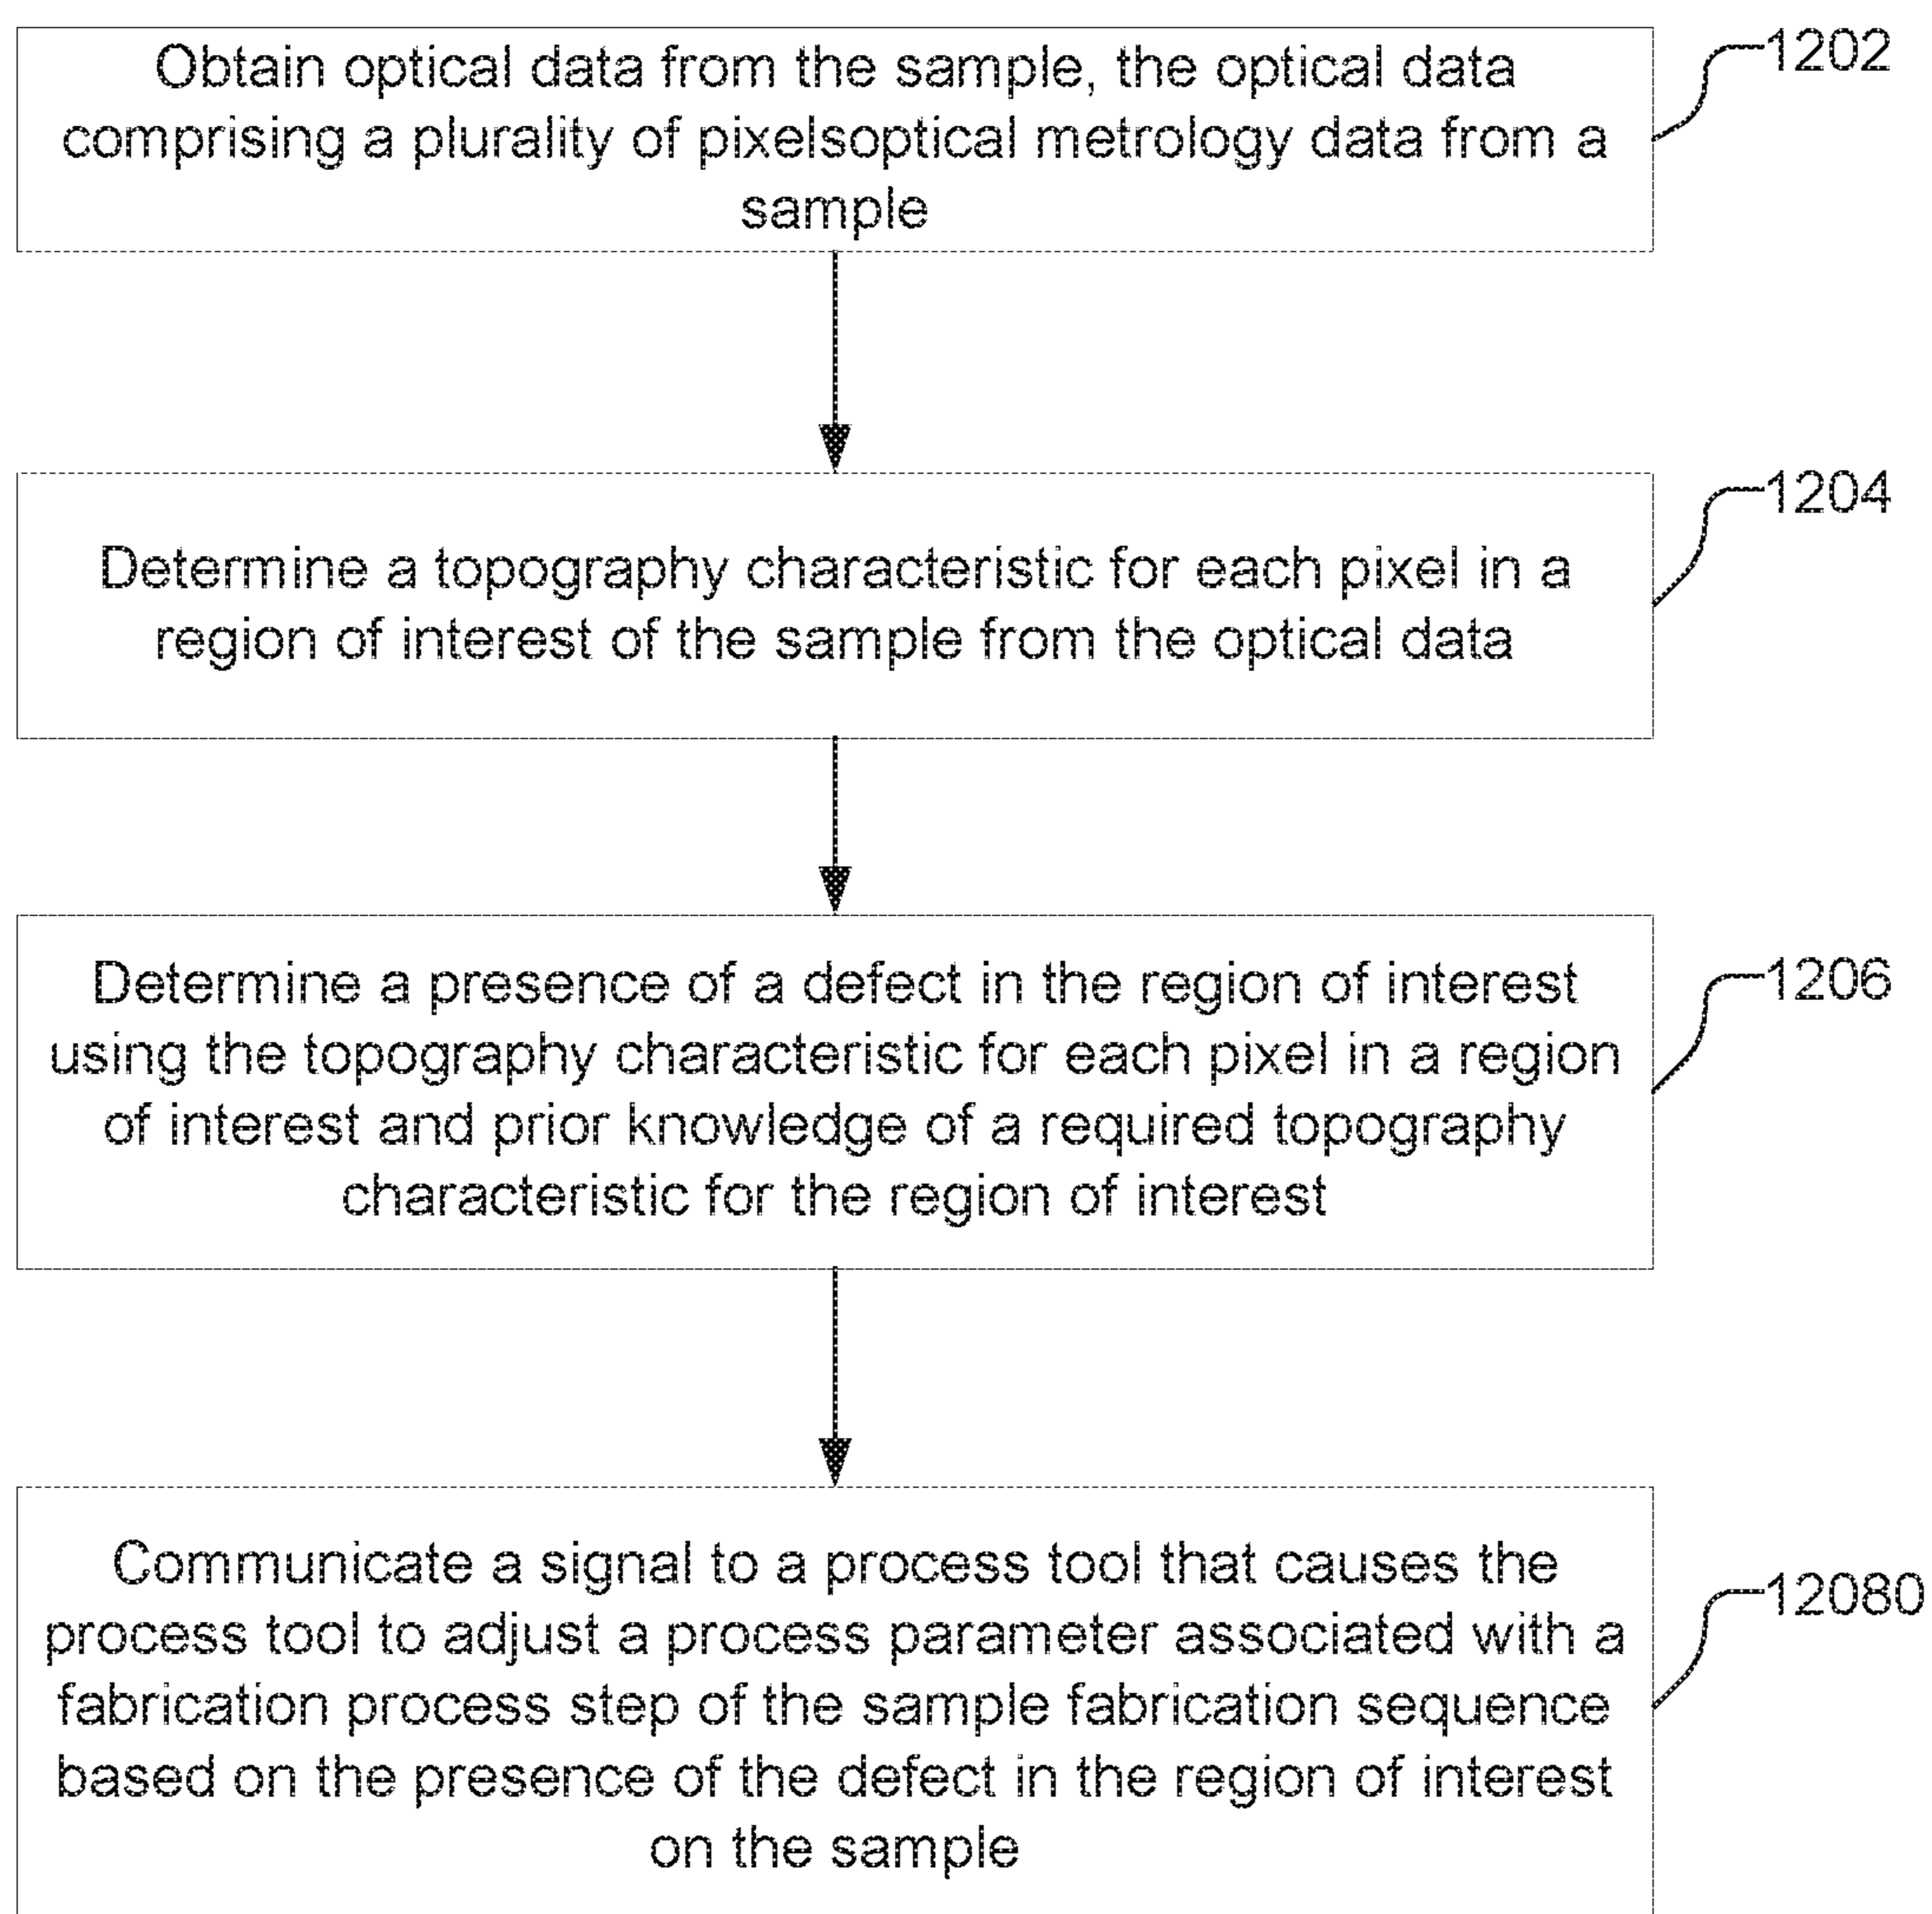 Obtain optical data from the sample, the optical data
1202
comprising a plurality of pixelsoptical metrology data from a
sample
1204
Determine a topography characteristic for each pixel in a
region of interest of the sample from the optical data
Determine a presence of a defect in the region of interest
1206
using the topography characteristic for each pixel in a region
of interest and prior knowledge of a required topography
characteristic for the region of interest
Communicate a signal to a process tool that causes the
12080
process tool to adjust a process parameter associated with a
fabrication process step of the sample fabrication sequence
based on the presence of the defect in the region of interest
on the sample